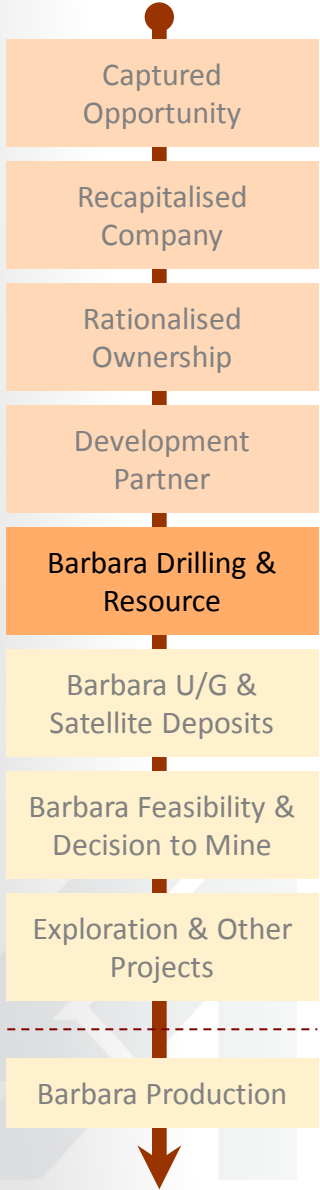 Captured
Opportunity
Recapitalised
Company
Rationalised
Ownership
Development
Partner
Barbara Drilling &
Resource
Barbara U/G &
Satellite Deposits
Barbara Feasibility &
Decision to Mine
Exploration & Other
Projects
Barbara Production